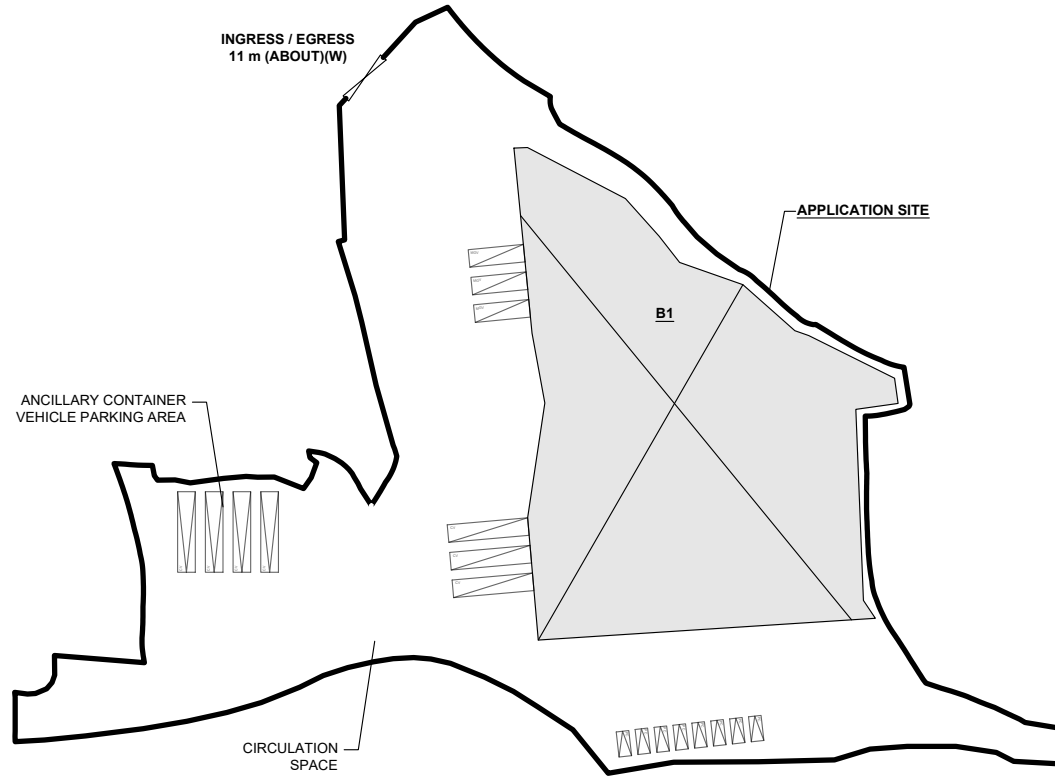 INGRESS / EGRESS
11 m (ABOUT)(W)
APPLICATION SITE
B1
ANCILLARY CONTAINER
VEHICLE PARKING AREA
CIRCULATION
SPACE